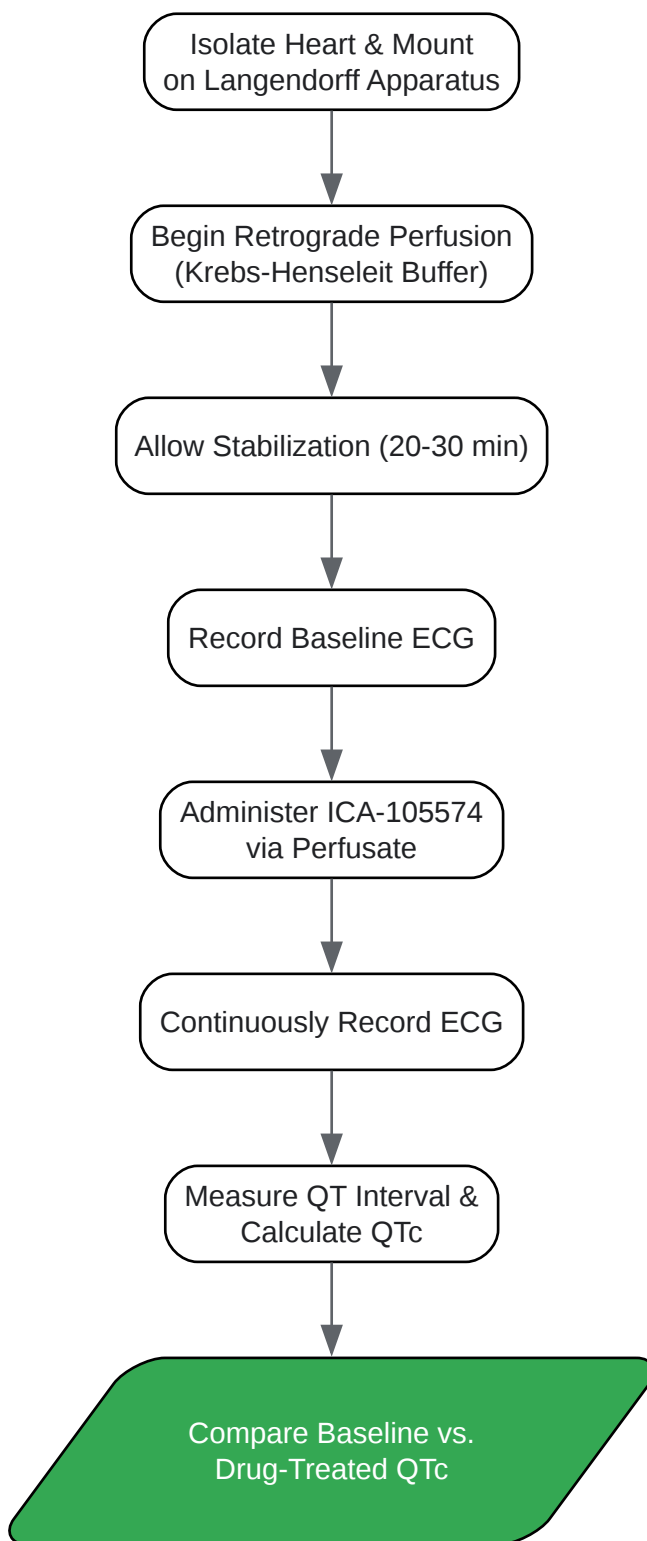 Isolate Heart & Mount
on Langendorff Apparatus
Begin Retrograde Perfusion
(Krebs-Henseleit Buffer)
Allow Stabilization (20-30 min)
Record Baseline ECG
Administer ICA-105574
via Perfusate
Continuously Record ECG
Measure QT Interval &
Calculate QTc
Compare Baseline vs.
Drug-Treated QTc